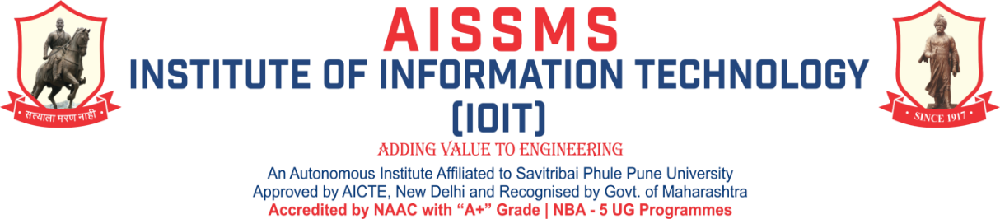 AISSMS
INSTITUTE OF INFORMATION TECHNOLOGY
(IOIT)
ADDING VALUE TO ENGINEERING
An Autonomous Institute Affiliated to Savitribai Phule Pune University
Approved by AICTE, New Delhi and Recognised by Govt. of Maharashtra
Accredited by NAAC with “A+” Grade | NBA - 5 UG Programmes
• सत्याला मरण नाही •
• SINCE 1917 •